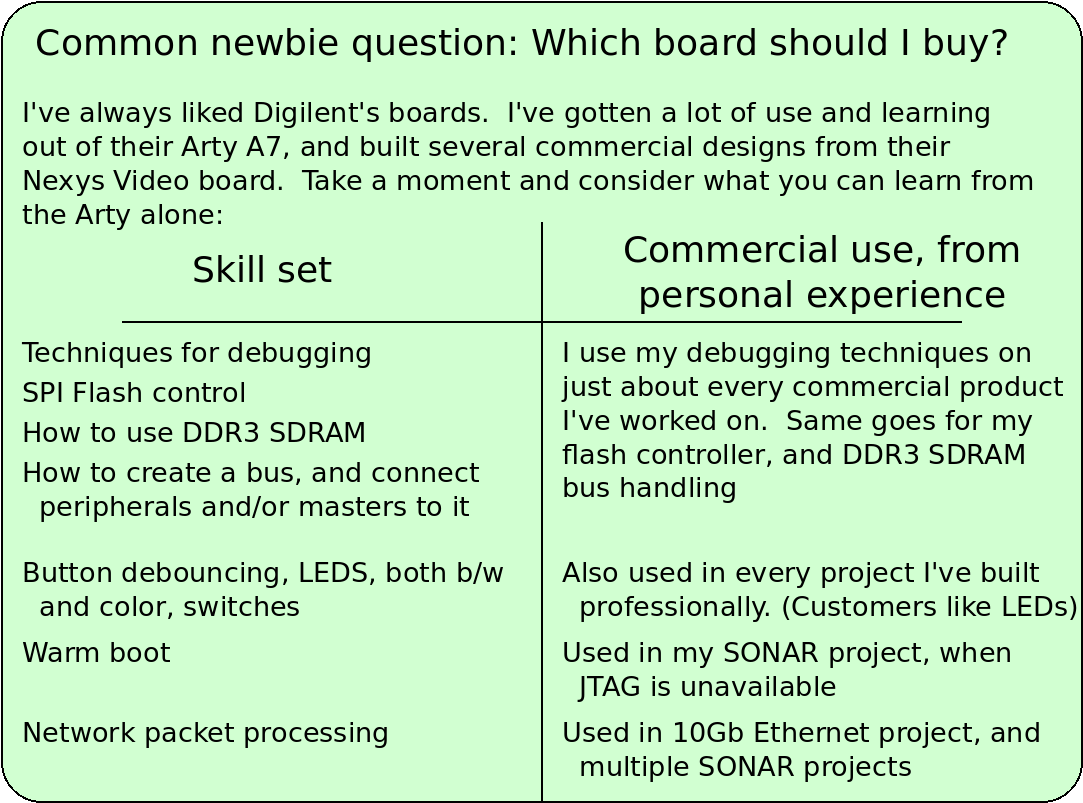 Common newbie question: Which board should I buy?
I've always liked Digilent's boards.  I've gotten a lot of use and learning
out of their Arty A7, and built several commercial designs from their
Nexys Video board.  Take a moment and consider what you can learn from
the Arty alone:
Skill set
Commercial use, from
personal experience
Techniques for debugging
SPI Flash control
How to use DDR3 SDRAM
How to create a bus, and connect
peripherals and/or masters to it
I use my debugging techniques on
just about every commercial product
I've worked on.  Same goes for my
flash controller, and DDR3 SDRAM
bus handling
Button debouncing, LEDS, both b/w
and color, switches
Also used in every project I've built
professionally. (Customers like LEDs)
Warm boot
Used in my SONAR project, when
JTAG is unavailable
Network packet processing
Used in 10Gb Ethernet project, and
multiple SONAR projects